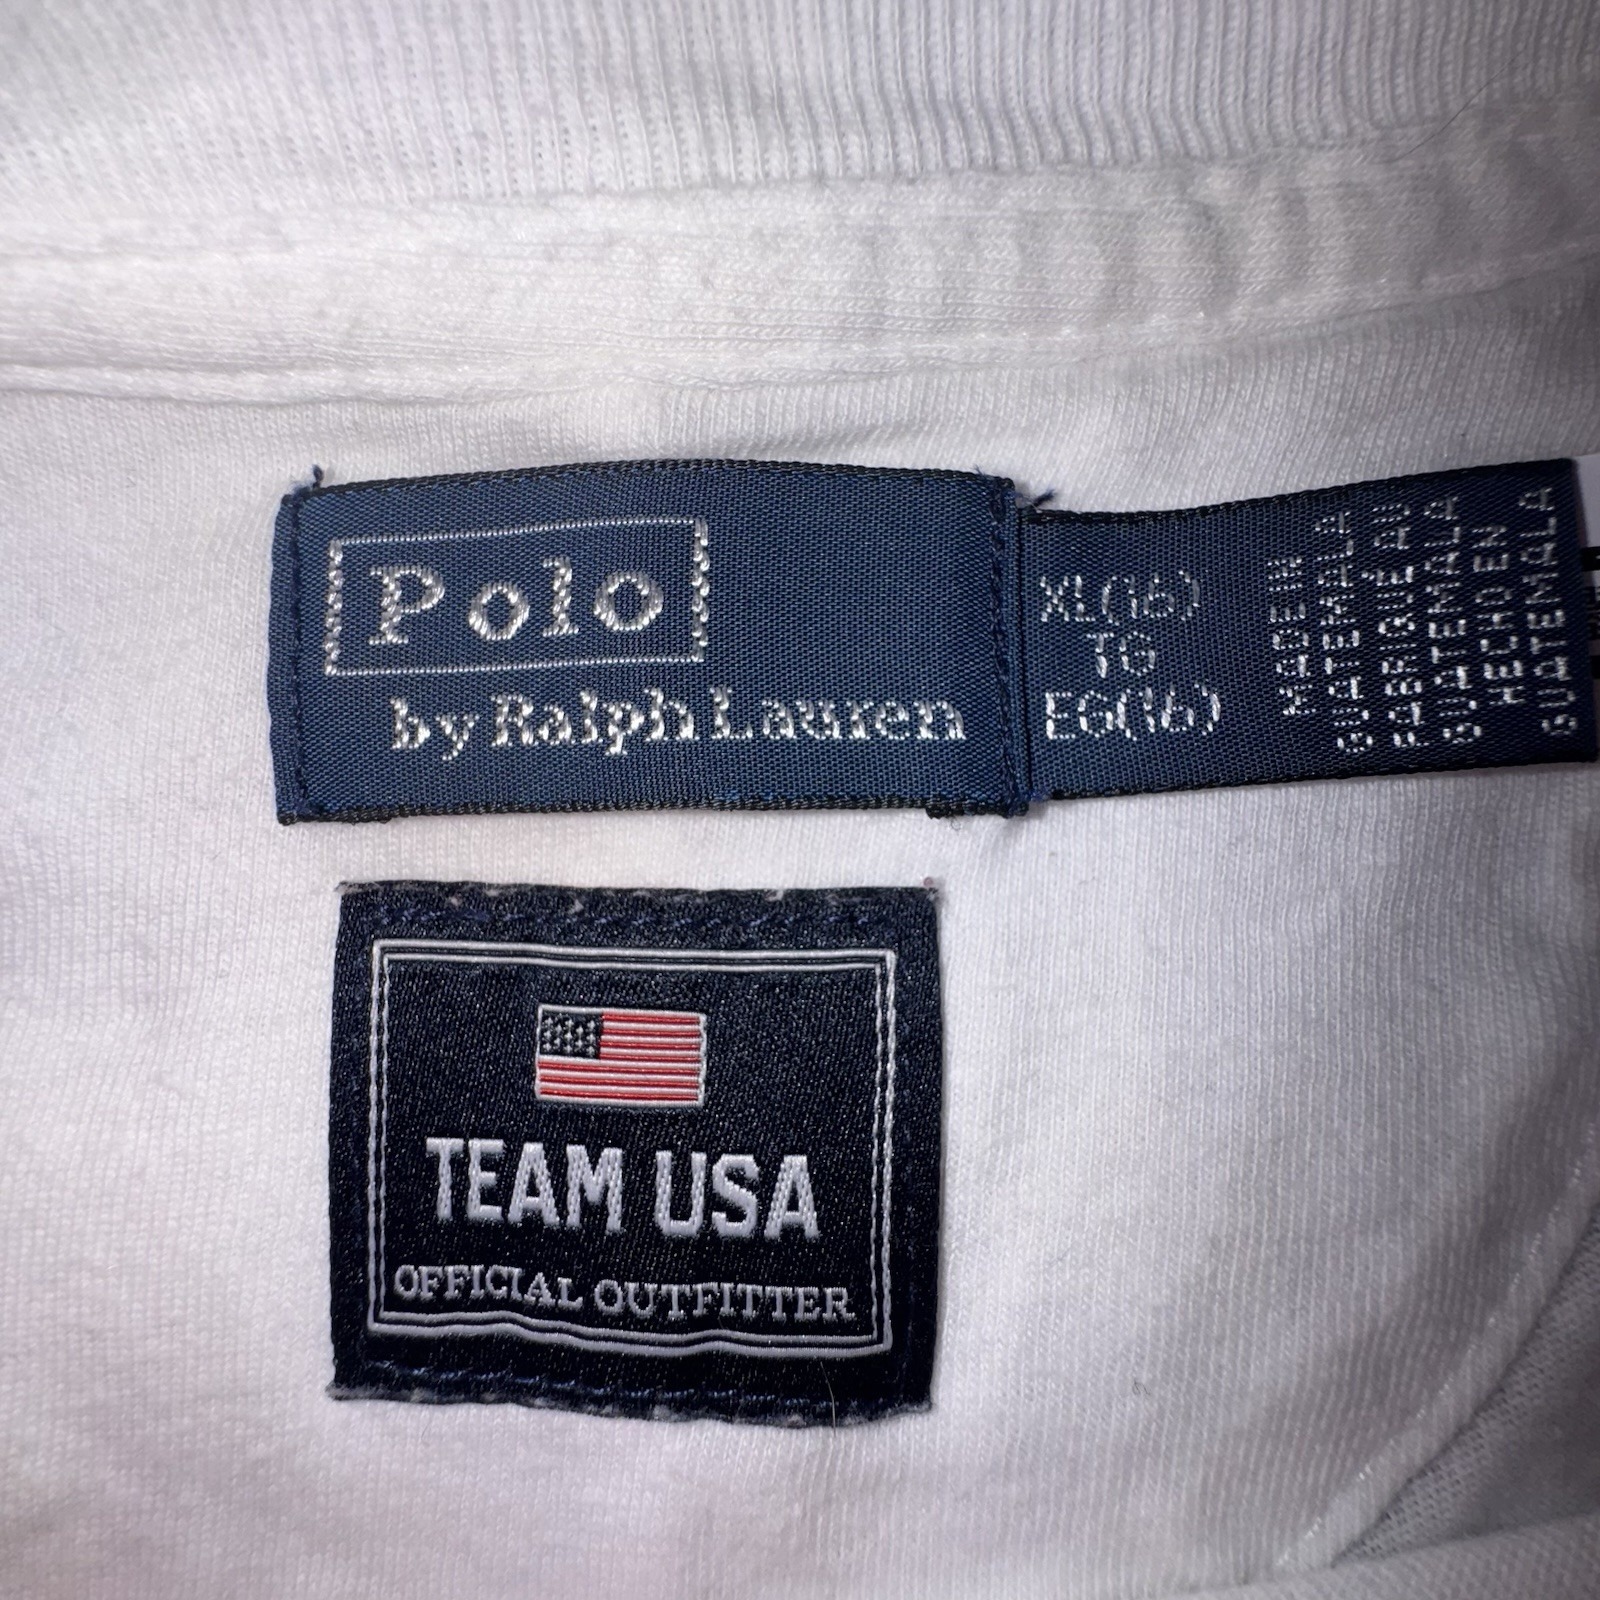 Polo
by Ralph Lauren
XL(16)
TG
EG(16)
MADE IN
GUATEMALA
FABRIQUÉ AU
GUATEMALA
HECHO EN
GUATEMALA
TEAM USA
OFFICIAL OUTFITTER